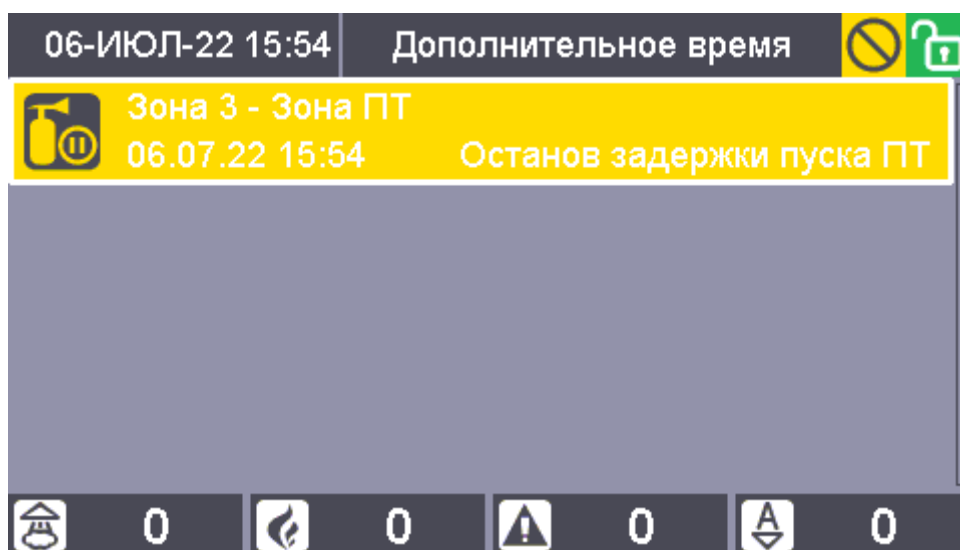 06-ИЮЛ-22 15:54 Дополнительное время
Зона 3 - Зона ПТ
06.07.22 15:54 Останов задержки пуска ПТ
0 0 0 A 0